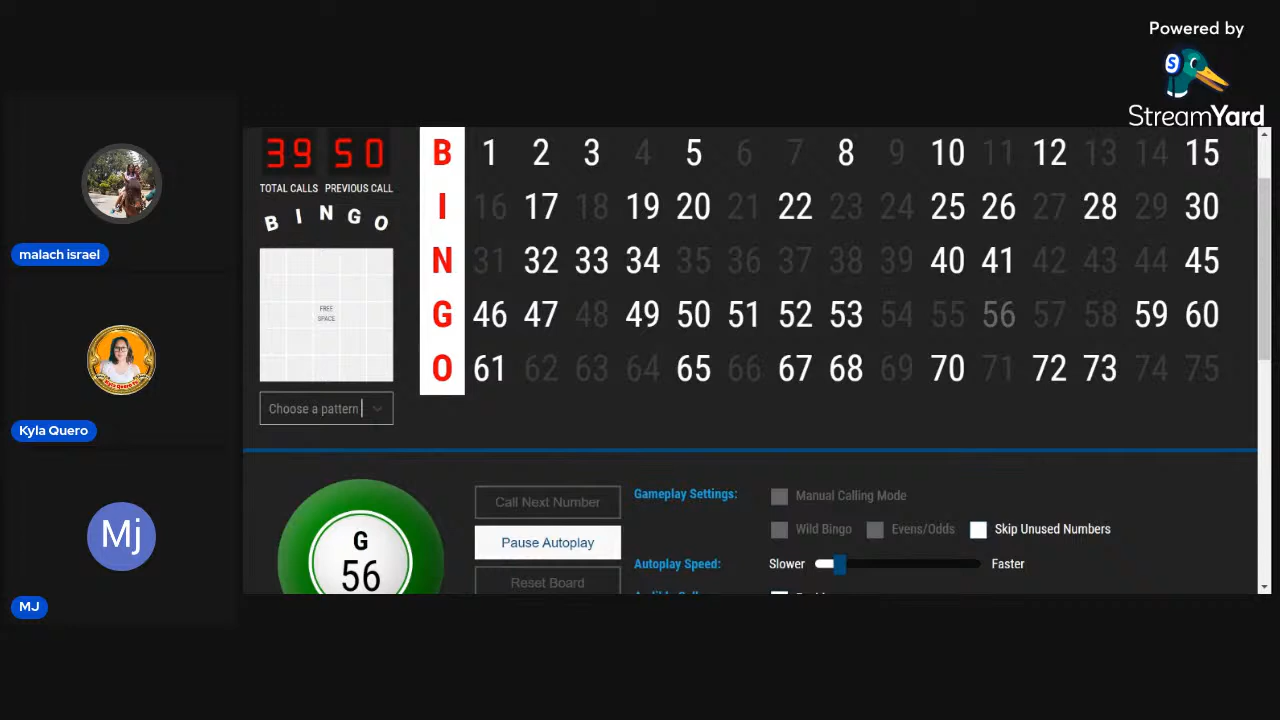 Powered by
S
StreamYard
39 50
TOTAL CALLS PREVIOUS CALL
B I N G O
FREE
SPACE
Choose a pattern
B 1 2 3 4 5 6 7 8 9 10 11 12 13 14 15
I 16 17 18 19 20 21 22 23 24 25 26 27 28 29 30
N 31 32 33 34 35 36 37 38 39 40 41 42 43 44 45
G 46 47 48 49 50 51 52 53 54 55 56 57 58 59 60
O 61 62 63 64 65 66 67 68 69 70 71 72 73 74 75
malach israel
Kyla Quero
Mj
MJ
G
56
Call Next Number
Pause Autoplay
Reset Board
Gameplay Settings:
Manual Calling Mode
Wild Bingo Evens/Odds Skip Unused Numbers
Autoplay Speed:
Slower Faster